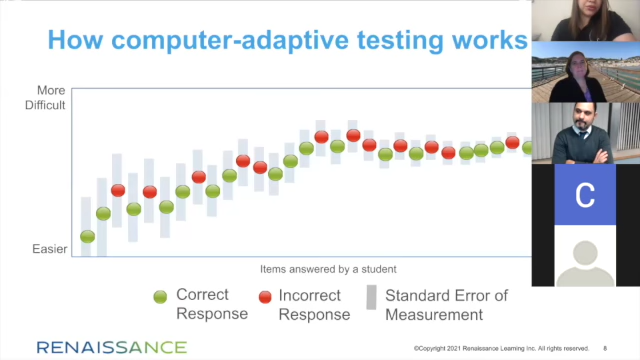 How computer-adaptive testing works
More
Difficult
Easier
Items answered by a student
Correct
Response
Incorrect
Response
Standard Error of
Measurement
RENAISSANCE
©Copyright 2021 Renaissance Learning Inc. All rights reserved.
8
C